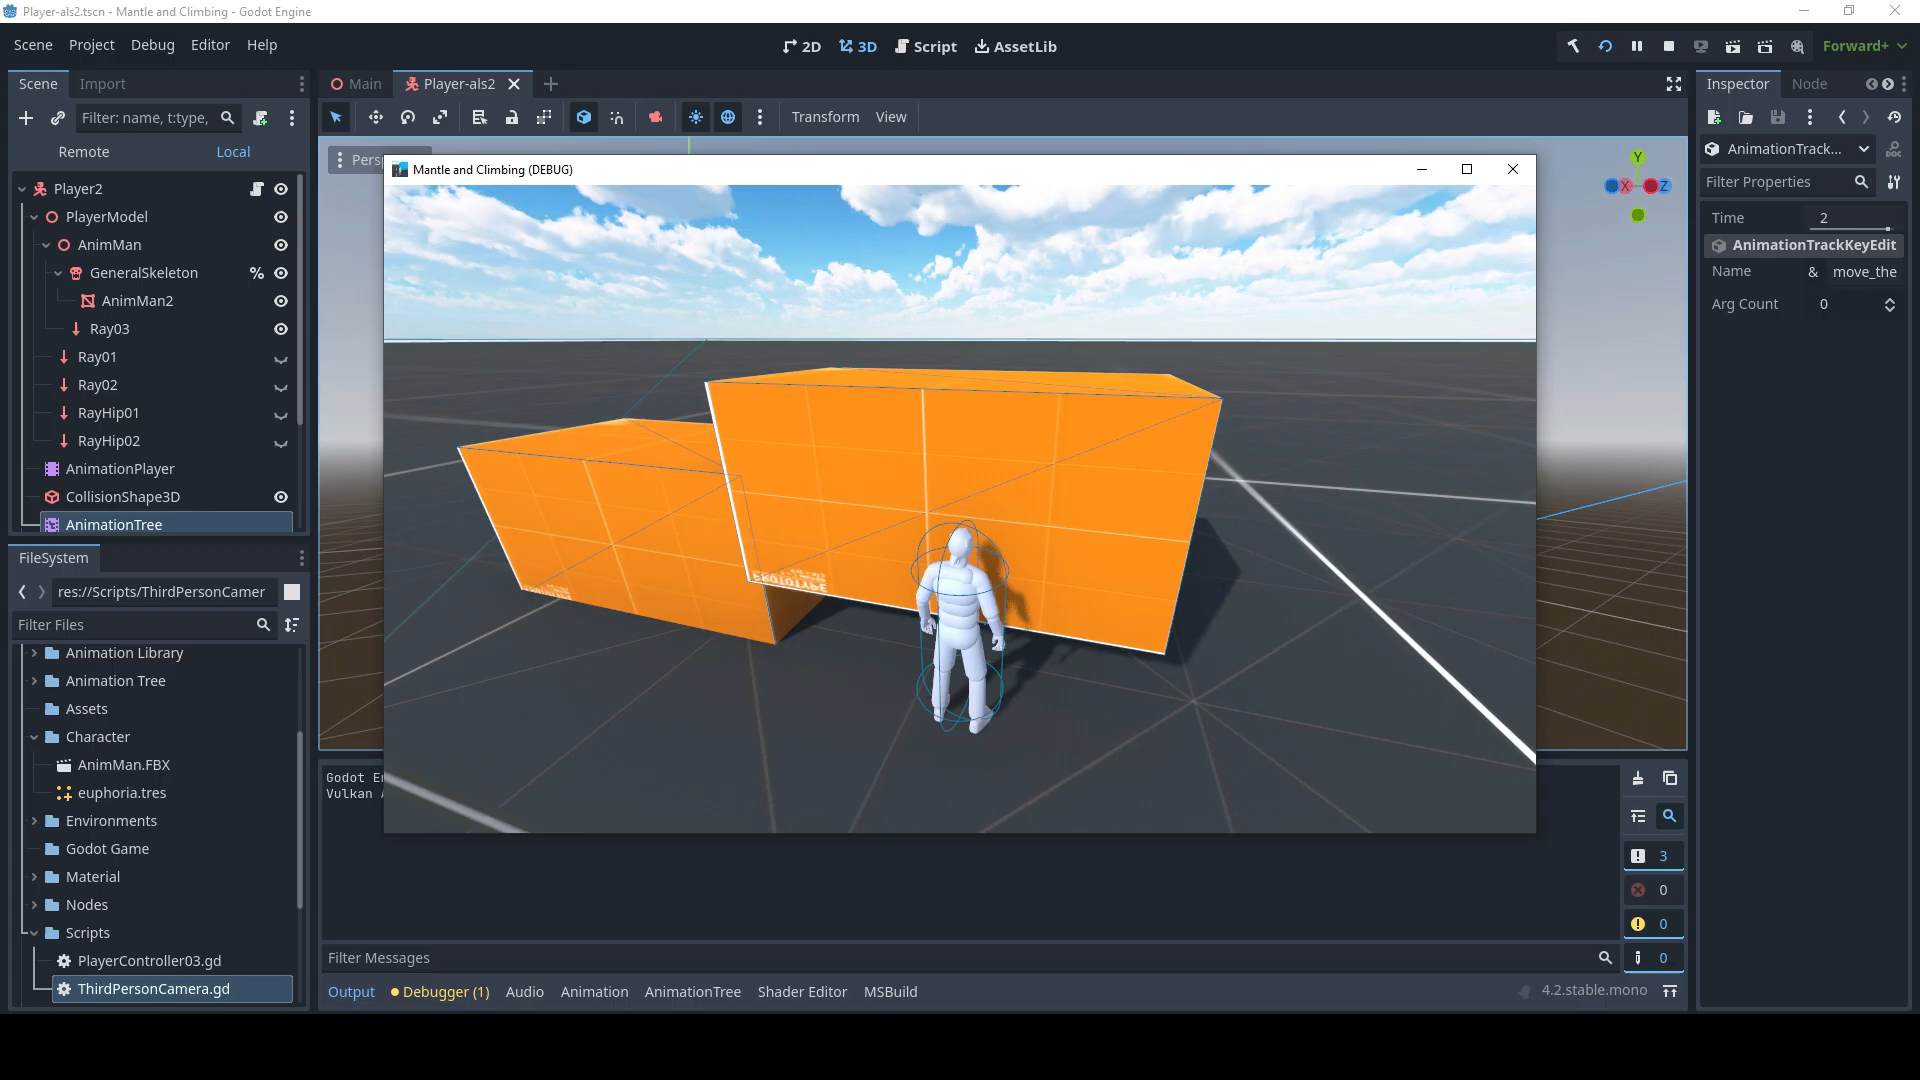 Player-als2.tscn - Mantle and Climbing - Godot Engine
Scene Project Debug Editor Help
2D 3D Script AssetLib
Forward+
Scene Import
Main Player-als2
Inspector Node
Filter: name, t:type,
Transform View
Remote Local
AnimationTrack...
Persp
Mantle and Climbing (DEBUG)
Filter Properties
Player2
PlayerModel
AnimMan
GeneralSkeleton
AnimMan2
Ray03
Ray01
Ray02
RayHip01
RayHip02
AnimationPlayer
CollisionShape3D
AnimationTree
Time 2
AnimationTrackKeyEdit
Name & move_the
Arg Count 0
PROTOTYPE
FileSystem
res://Scripts/ThirdPersonCamer
Filter Files
Animation Library
Animation Tree
Assets
Character
AnimMan.FBX
euphoria.tres
Environments
Godot Game
Material
Nodes
Scripts
PlayerController03.gd
ThirdPersonCamera.gd
Godot E
Vulkan
3
0
0
0
Filter Messages
Output Debugger (1) Audio Animation AnimationTree Shader Editor MSBuild
4.2.stable.mono